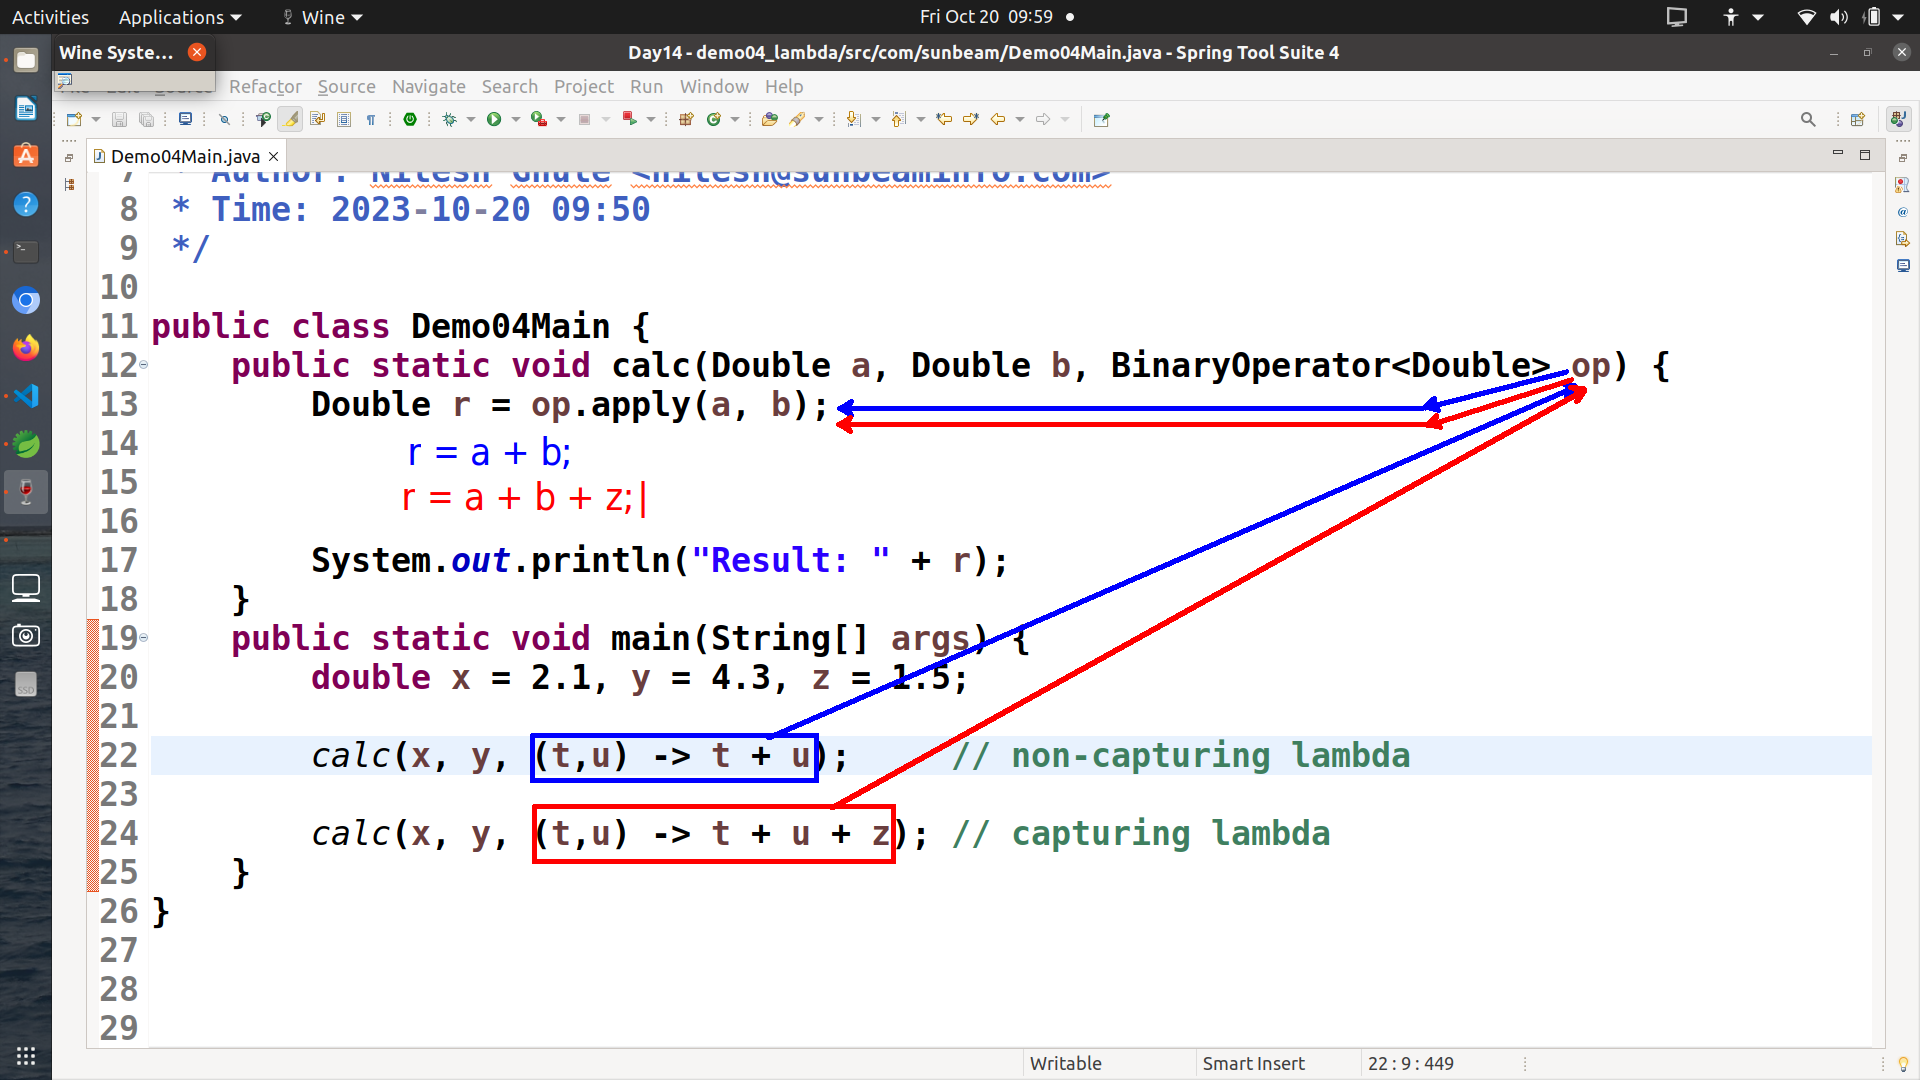 Activities Applications Wine Fri Oct 20 09:59
Wine Syste... Day14 - demo04_lambda/src/com/sunbeam/Demo04Main.java - Spring Tool Suite 4
Refactor Source Navigate Search Project Run Window Help
Demo04Main.java
7 * Author: Nilesh Ghule <nilesh@sunbeaminfo.com>
8 * Time: 2023-10-20 09:50
9 */
10
11 public class Demo04Main {
12 public static void calc(Double a, Double b, BinaryOperator<Double> op) {
13 Double r = op.apply(a, b);
14 r = a + b;
15 r = a + b + z;
16
17 System.out.println("Result: " + r);
18 }
19 public static void main(String[] args) {
20 double x = 2.1, y = 4.3, z = 1.5;
21
22 calc(x, y, (t,u) -> t + u); // non-capturing lambda
23
24 calc(x, y, (t,u) -> t + u + z); // capturing lambda
25 }
26 }
27
28
29
Writable Smart Insert 22 : 9 : 449